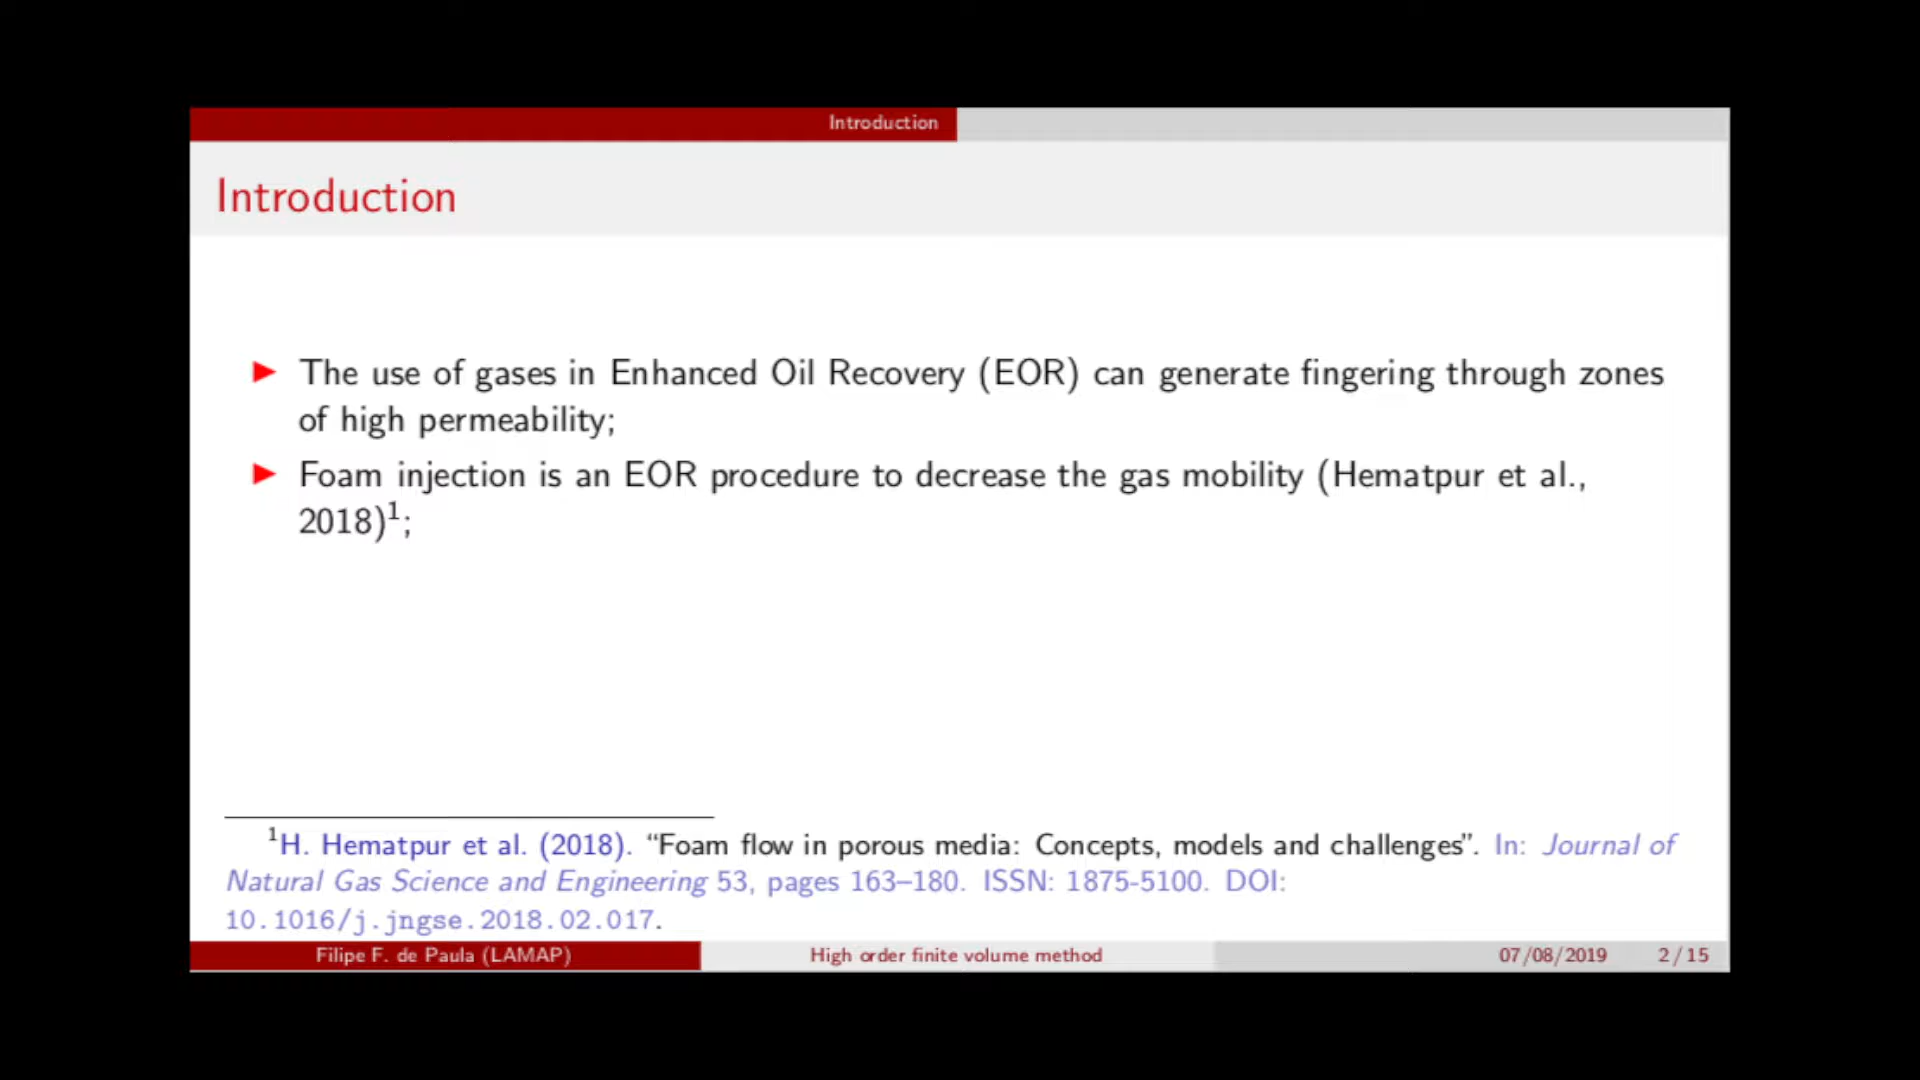 Introduction
Introduction
The use of gases in Enhanced Oil Recovery (EOR) can generate fingering through zones
of high permeability;
Foam injection is an EOR procedure to decrease the gas mobility (Hematpur et al.,
2018)¹;
¹H. Hematpur et al. (2018). “Foam flow in porous media: Concepts, models and challenges”. In: Journal of
Natural Gas Science and Engineering 53, pages 163–180. ISSN: 1875-5100. DOI:
10.1016/j.jngse.2018.02.017.
Filipe F. de Paula (LAMAP) High order finite volume method 07/08/2019 2 / 15